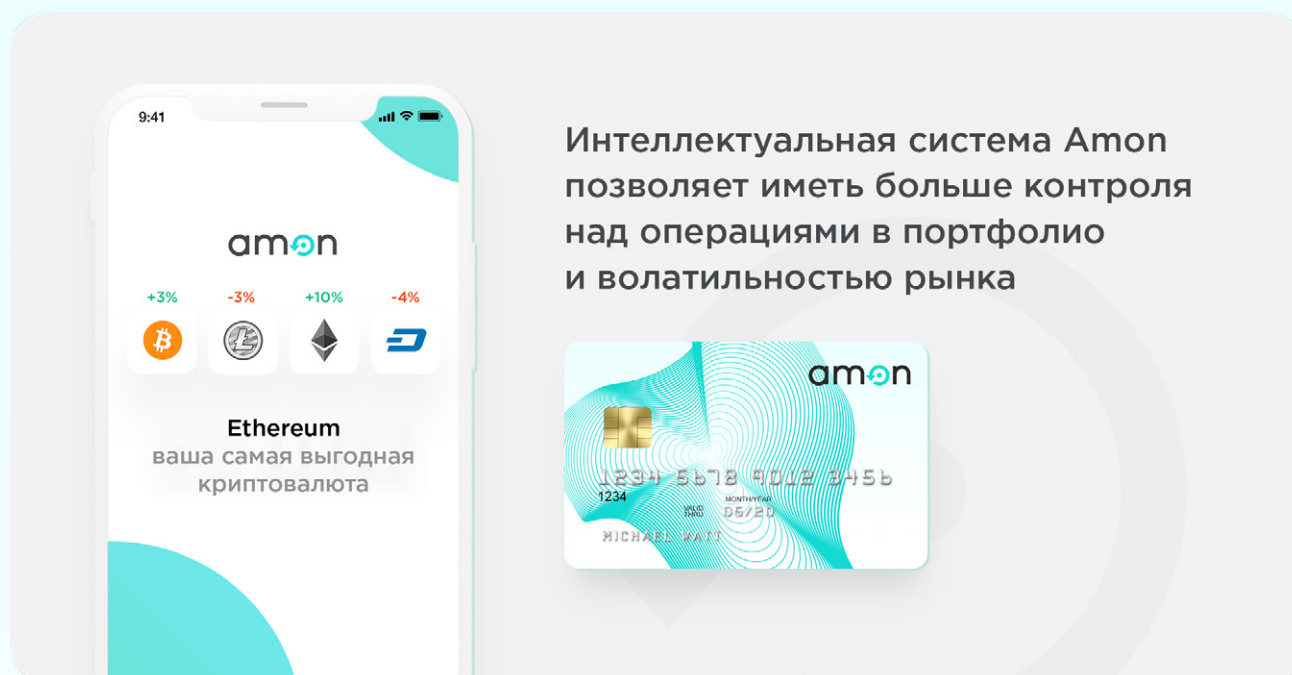 9:41
amon
+3% -3% +10% -4%
Ethereum
ваша самая выгодная
криптовалюта
Интеллектуальная система Amon
позволяет иметь больше контроля
над операциями в портфолио
и волатильностью рынка
amon
1234 5678 9012 3456
1234
MONTH/YEAR
VALID
THRU
05/20
MICHAEL WATT